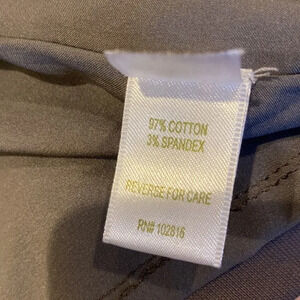 97% COTTON
3% SPANDEX
REVERSE FOR CARE
RN# 102816